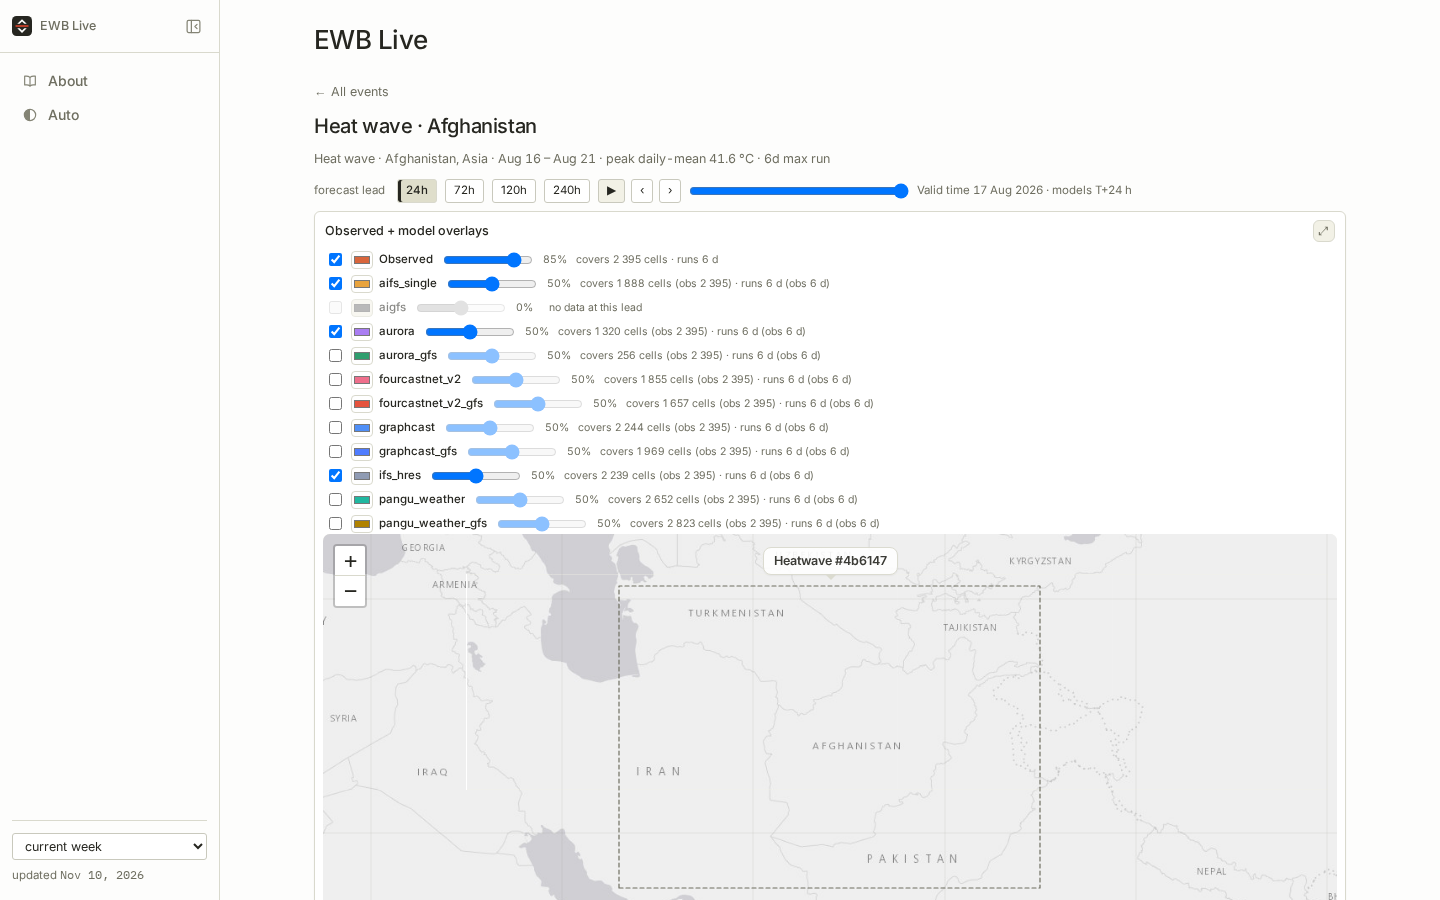 EWB Live
About
Auto
current week
updated Nov 10, 2026
EWB Live
← All events
Heat wave · Afghanistan
Heat wave · Afghanistan, Asia · Aug 16 – Aug 21 · peak daily-mean 41.6 °C · 6d max run
forecast lead 24h 72h 120h 240h ▶ ‹ › Valid time 17 Aug 2026 · models T+24 h
Observed + model overlays
Observed 85% covers 2 395 cells · runs 6 d
aifs_single 50% covers 1 888 cells (obs 2 395) · runs 6 d (obs 6 d)
aigfs 0% no data at this lead
aurora 50% covers 1 320 cells (obs 2 395) · runs 6 d (obs 6 d)
aurora_gfs 50% covers 256 cells (obs 2 395) · runs 6 d (obs 6 d)
fourcastnet_v2 50% covers 1 855 cells (obs 2 395) · runs 6 d (obs 6 d)
fourcastnet_v2_gfs 50% covers 1 657 cells (obs 2 395) · runs 6 d (obs 6 d)
graphcast 50% covers 2 244 cells (obs 2 395) · runs 6 d (obs 6 d)
graphcast_gfs 50% covers 1 969 cells (obs 2 395) · runs 6 d (obs 6 d)
ifs_hres 50% covers 2 239 cells (obs 2 395) · runs 6 d (obs 6 d)
pangu_weather 50% covers 2 652 cells (obs 2 395) · runs 6 d (obs 6 d)
pangu_weather_gfs 50% covers 2 823 cells (obs 2 395) · runs 6 d (obs 6 d)
+
−
Heatwave #4b6147
GEORGIA
KYRGYZSTAN
ARMENIA
TURKMENISTAN
TAJIKISTAN
SYRIA
AFGHANISTAN
IRAQ
IRAN
PAKISTAN
NEPAL